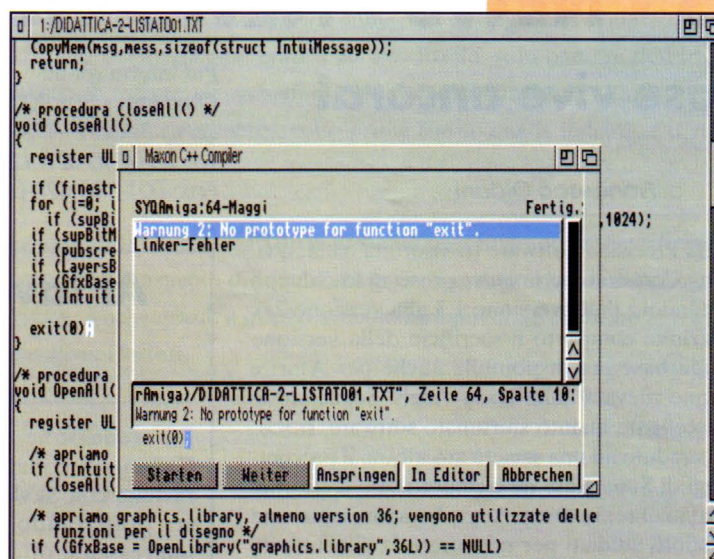 1:/DIDATTICA-2-LISTATO01.TXT
CopyMem(msg,mess,sizeof(struct IntuiMessage));
return;
}
/* procedura CloseAll() */
void CloseAll()
{
register UL
if (finestr
for (i=0; i
if (supBi
,1024);
if (supBitM
if (pubscre
if (LayersB
if (GfxBase
if (Intuit
exit(0);
}
/* procedura
void OpenAll(
{
register UL
/* apriamo
if ((Intuit
CloseAll(
/* apriamo graphics.library, almeno version 36; vengono utilizzate delle
funzioni per il disegno */
if ((GfxBase = OpenLibrary("graphics.library",36L)) == NULL)
Maxon C++ Compiler
SYQAmiga:64-Maggi Fertig.
Warnung 2: No prototype for function "exit".
Linker-Fehler
rAmiga)/DIDATTICA-2-LISTATO01.TXT", Zeile 64, Spalte 10:
Warnung 2: No prototype for function "exit".
exit(0);
Starten Weiter Anspringen In Editor Abbrechen